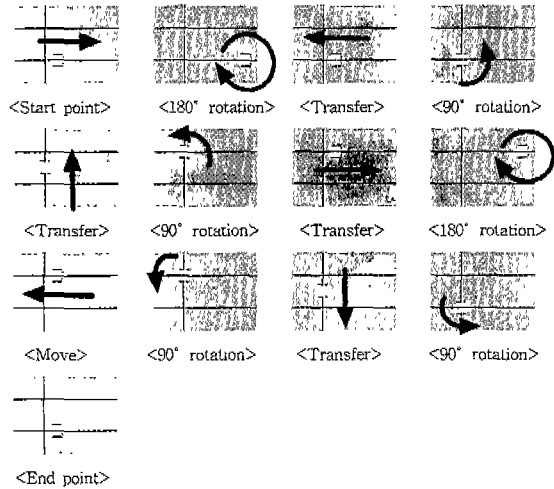 <Start point> <180° rotation> <Transfer> <90° rotation>
<Transfer> <90° rotation> <Transfer> <180° rotation>
<Move> <90° rotation> <Transfer> <90° rotation>
<End point>